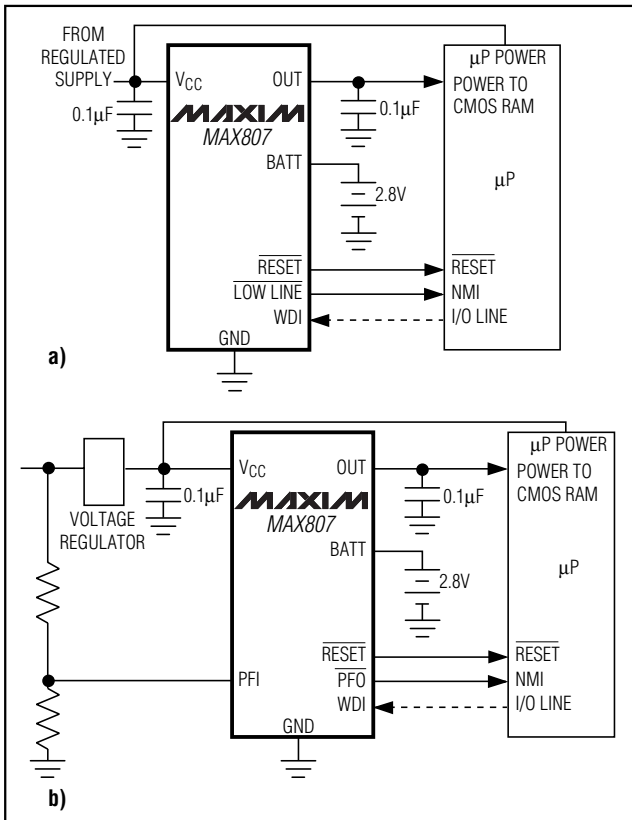 FROM
REGULATED
SUPPLY
0.1µF
VCC
OUT
MAXIM
MAX807
BATT
RESET
LOW LINE
WDI
GND
0.1µF
2.8V
µP POWER
POWER TO
CMOS RAM
µP
RESET
NMI
I/O LINE
a)
VOLTAGE
REGULATOR
0.1µF
VCC
OUT
MAXIM
MAX807
BATT
RESET
PFI
PFO
WDI
GND
0.1µF
2.8V
µP POWER
POWER TO
CMOS RAM
µP
RESET
NMI
I/O LINE
b)